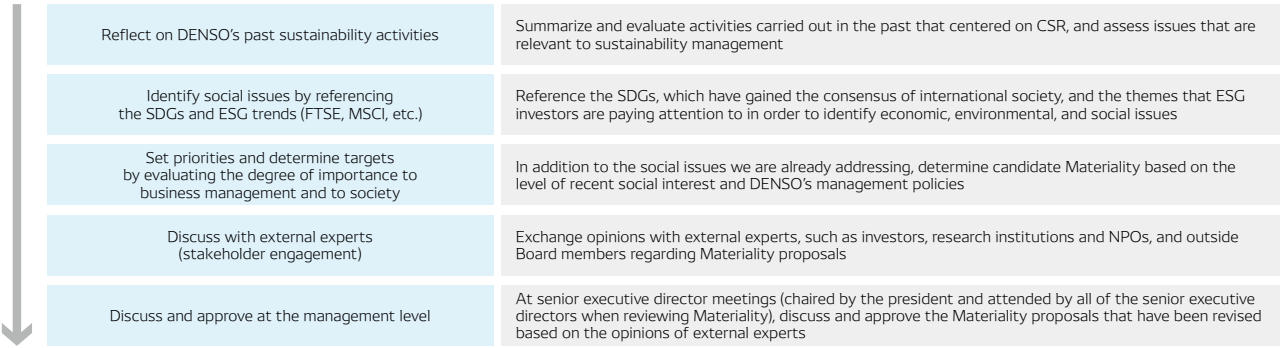 Reflect on DENSO's past sustainability activities
Summarize and evaluate activities carried out in the past that centered on CSR, and assess issues that are
relevant to sustainability management
Identify social issues by referencing
the SDGs and ESG trends (FTSE, MSCI, etc.)
Reference the SDGs, which have gained the consensus of international society, and the themes that ESG
investors are paying attention to in order to identify economic, environmental, and social issues
Set priorities and determine targets
by evaluating the degree of importance to
business management and to society
In addition to the social issues we are already addressing, determine candidate Materiality based on the
level of recent social interest and DENSO's management policies
Discuss with external experts
(stakeholder engagement)
Exchange opinions with external experts, such as investors, research institutions and NPOs, and outside
Board members regarding Materiality proposals
Discuss and approve at the management level
At senior executive director meetings (chaired by the president and attended by all of the senior executive
directors when reviewing Materiality), discuss and approve the Materiality proposals that have been revised
based on the opinions of external experts